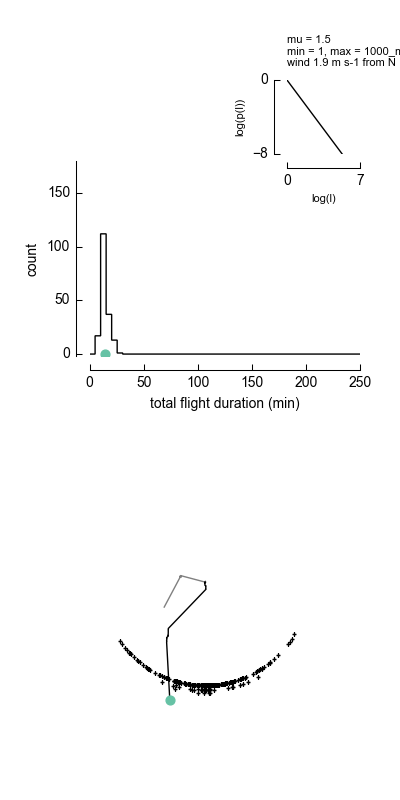 mu = 1.5
min = 1, max = 1000_m
wind 1.9 m s-1 from N
0
log(p(l))
−8
0 7
log(l)
150
100
count
50
0
0 50 100 150 200 250
total flight duration (min)